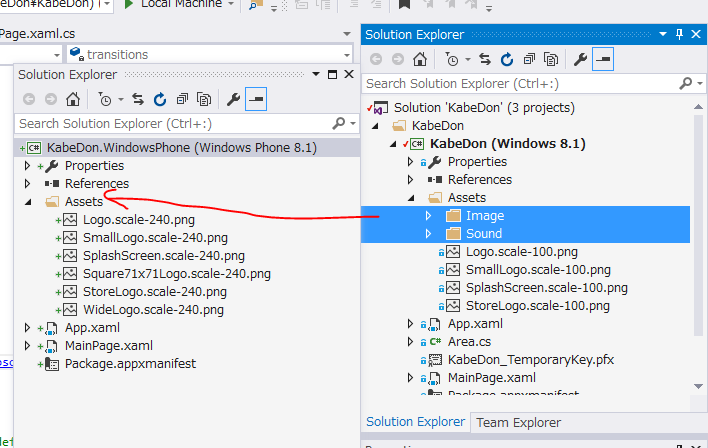 eDon¥KabeDon)
Local Machine
Page.xaml.cs
transitions
Solution Explorer
Search Solution Explorer (Ctrl+:)
KabeDon.WindowsPhone (Windows Phone 8.1)
Properties
References
Assets
Logo.scale-240.png
SmallLogo.scale-240.png
SplashScreen.scale-240.png
Square71x71Logo.scale-240.png
StoreLogo.scale-240.png
WideLogo.scale-240.png
App.xaml
MainPage.xaml
Package.appxmanifest
Solution Explorer
Search Solution Explorer (Ctrl+:)
Solution 'KabeDon' (3 projects)
KabeDon
KabeDon (Windows 8.1)
Properties
References
Assets
Image
Sound
Logo.scale-100.png
SmallLogo.scale-100.png
SplashScreen.scale-100.png
StoreLogo.scale-100.png
App.xaml
Area.cs
KabeDon_TemporaryKey.pfx
MainPage.xaml
Package.appxmanifest
Solution Explorer
Team Explorer